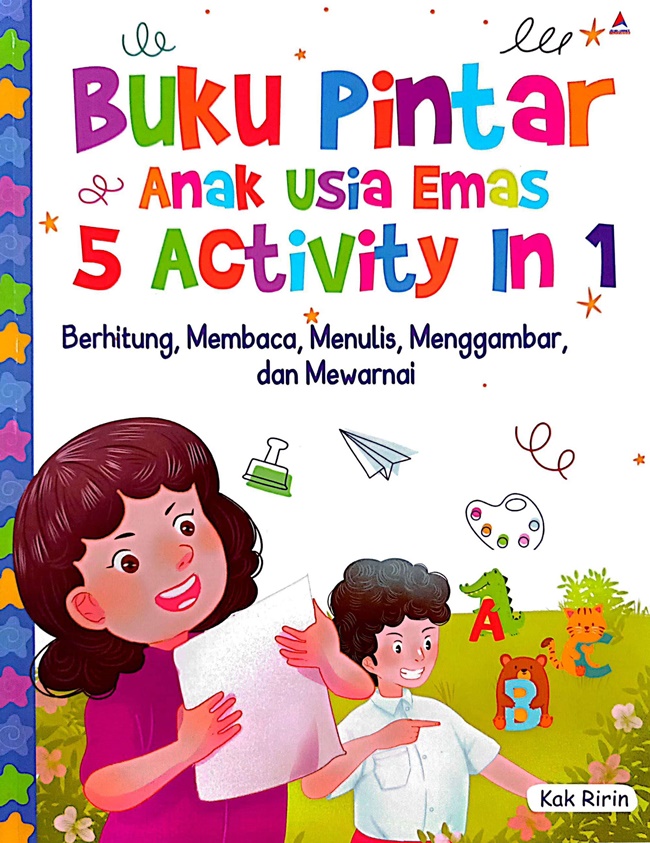 Buku Pintar
Anak Usia Emas
5 Activity In 1
Berhitung, Membaca, Menulis, Menggambar,
dan Mewarnai
A
B
C
Kak Ririn